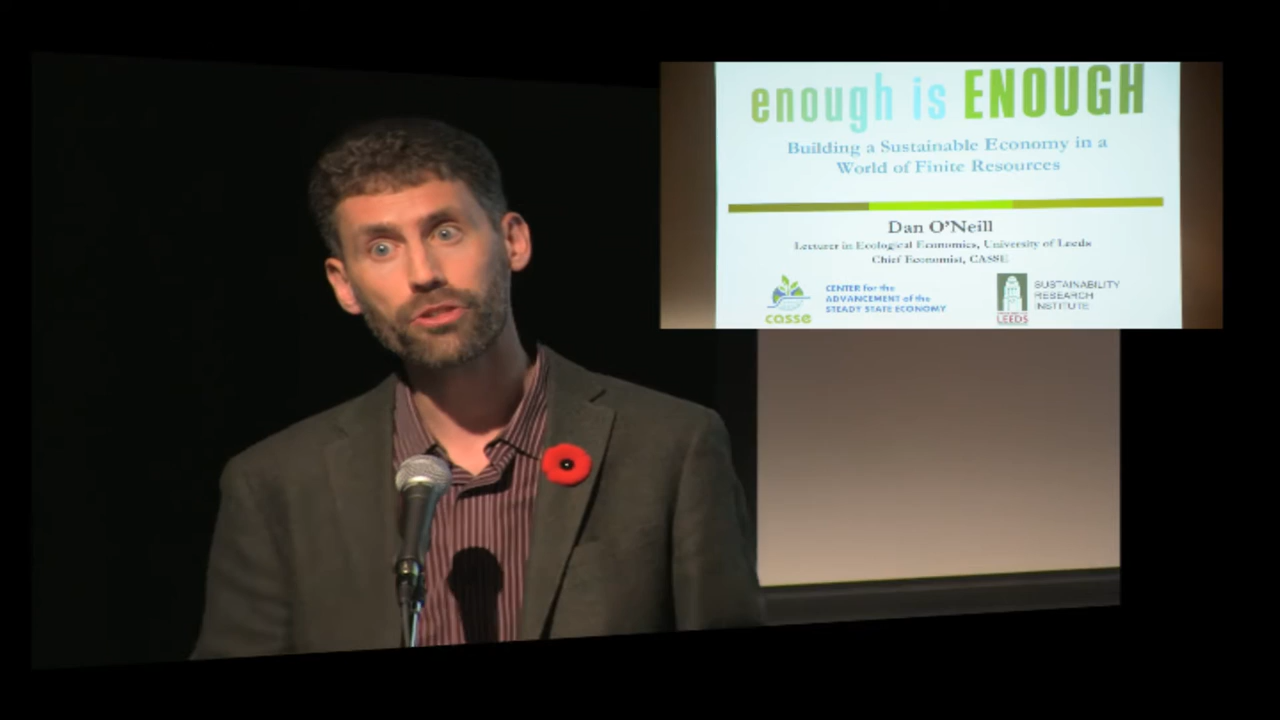 enough is ENOUGH
Building a Sustainable Economy in a
World of Finite Resources
Dan O'Neill
Lecturer in Ecological Economics, University of Leeds
Chief Economist, CASSE
casse
CENTER for the
ADVANCEMENT of the
STEADY STATE ECONOMY
LEEDS
SUSTAINABILITY
RESEARCH
INSTITUTE